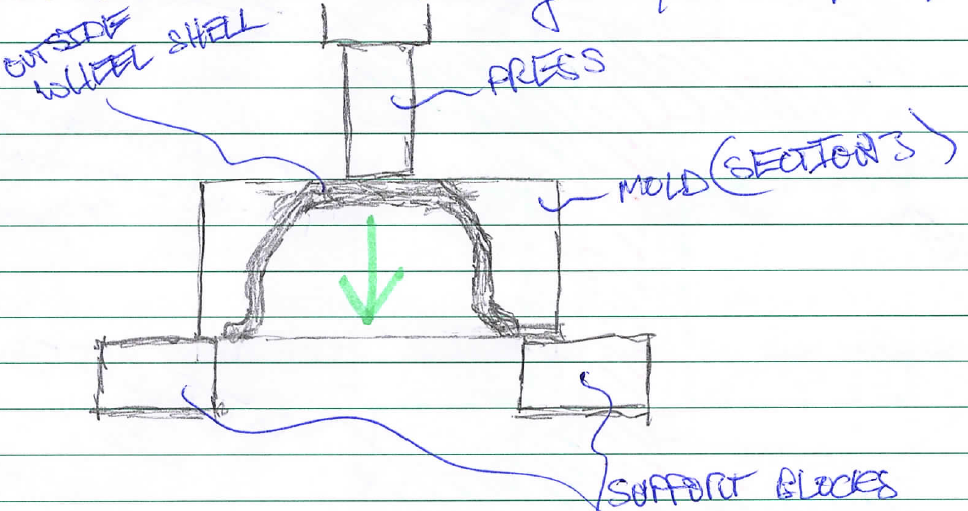 OUTSIDE
WHEEL SHELL
PRESS
MOLD (SECTION 3)
SUPPORT BLOCKS